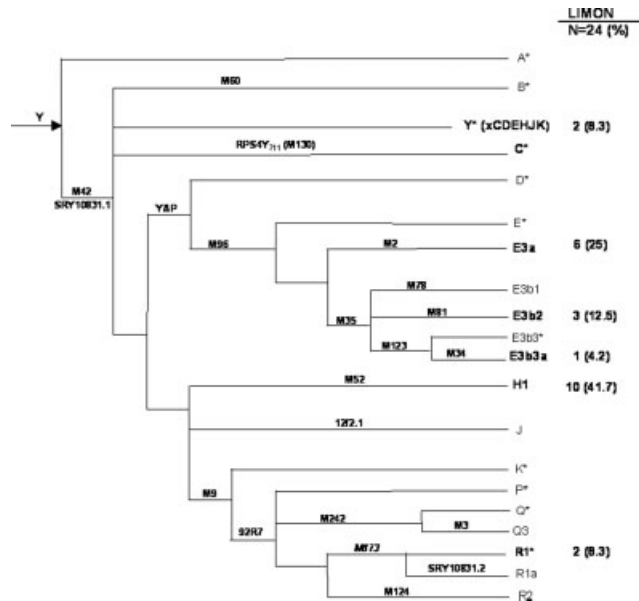 LIMON
N=24 (%)
A*
M60
B*
Y
Y* (xCDEHJK) 2 (8.3)
RPS4Y711 (M130)
C*
M42
SRY10831.1
D*
YAP
E*
M96
M2
E3a 6 (25)
M78
E3b1
M81
E3b2 3 (12.5)
M35
E3b3*
M123
M34
E3b3a 1 (4.2)
M52
H1 10 (41.7)
12f2.1
J
K*
M9
P*
Q*
M242
M3
Q3
92R7
M173
R1* 2 (8.3)
SRY10831.2
R1a
M124
R2